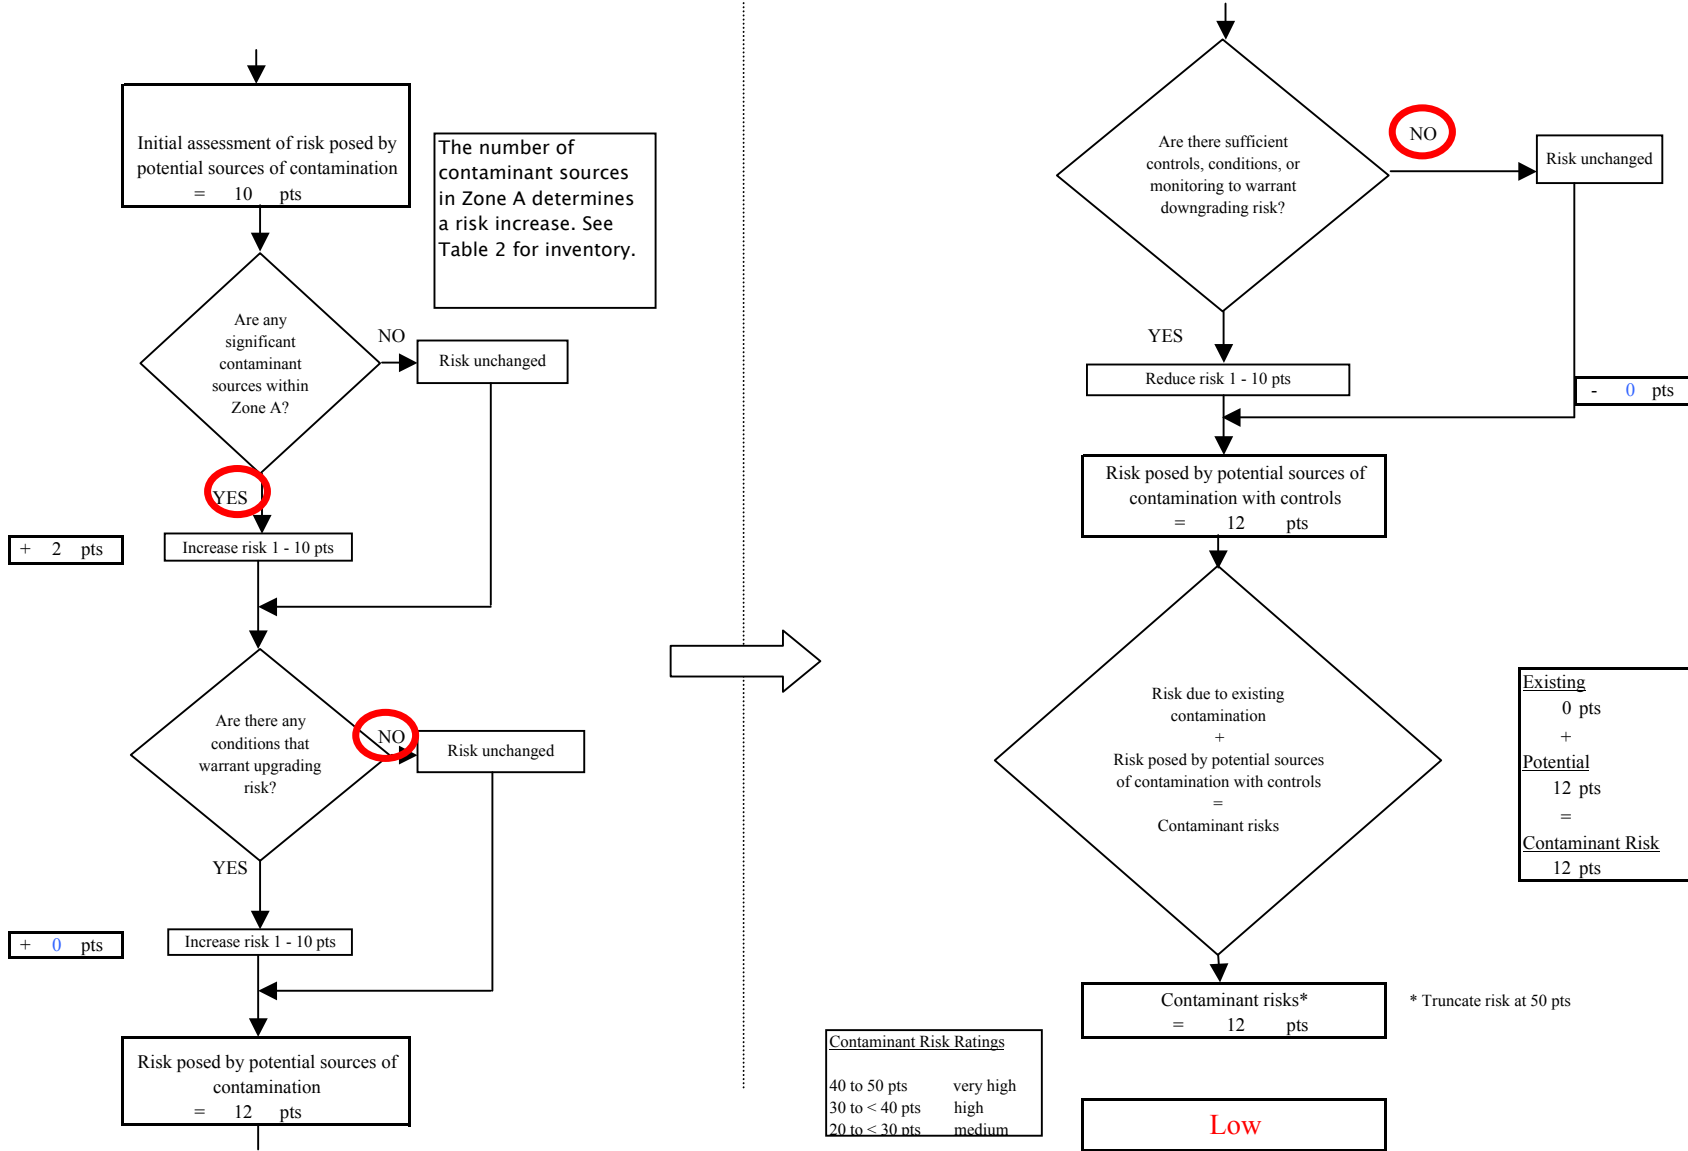 Initial assessment of risk posed by
potential sources of contamination
= 10 pts
The number of
contaminant sources
in Zone A determines
a risk increase. See
Table 2 for inventory.
Are any
significant
contaminant
sources within
Zone A?
NO
Risk unchanged
YES
+ 2 pts
Increase risk 1 - 10 pts
Are there any
conditions that
warrant upgrading
risk?
NO
Risk unchanged
YES
+ 0 pts
Increase risk 1 - 10 pts
Risk posed by potential sources of
contamination
= 12 pts
Are there sufficient
controls, conditions, or
monitoring to warrant
downgrading risk?
NO
Risk unchanged
YES
Reduce risk 1 - 10 pts
- 0 pts
Risk posed by potential sources of
contamination with controls
= 12 pts
Risk due to existing
contamination
+
Risk posed by potential sources
of contamination with controls
=
Contaminant risks
Existing
0 pts
+
Potential
12 pts
=
Contaminant Risk
12 pts
Contaminant risks*
= 12 pts
* Truncate risk at 50 pts
Contaminant Risk Ratings
40 to 50 pts very high
30 to < 40 pts high
20 to < 30 pts medium
Low